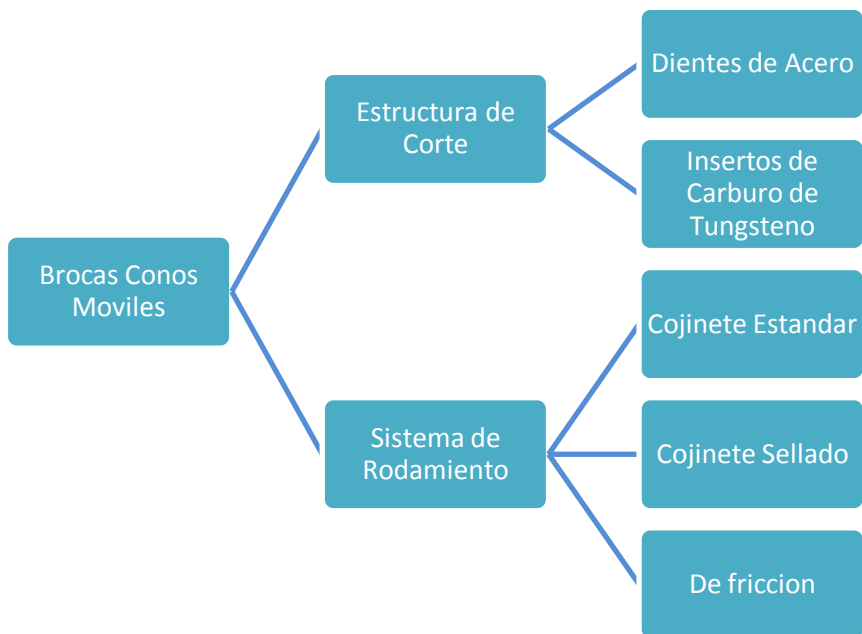 Brocas Conos
Moviles
Estructura de
Corte
Dientes de Acero
Insertos de
Carburo de
Tungsteno
Sistema de
Rodamiento
Cojinete Estandar
Cojinete Sellado
De friccion